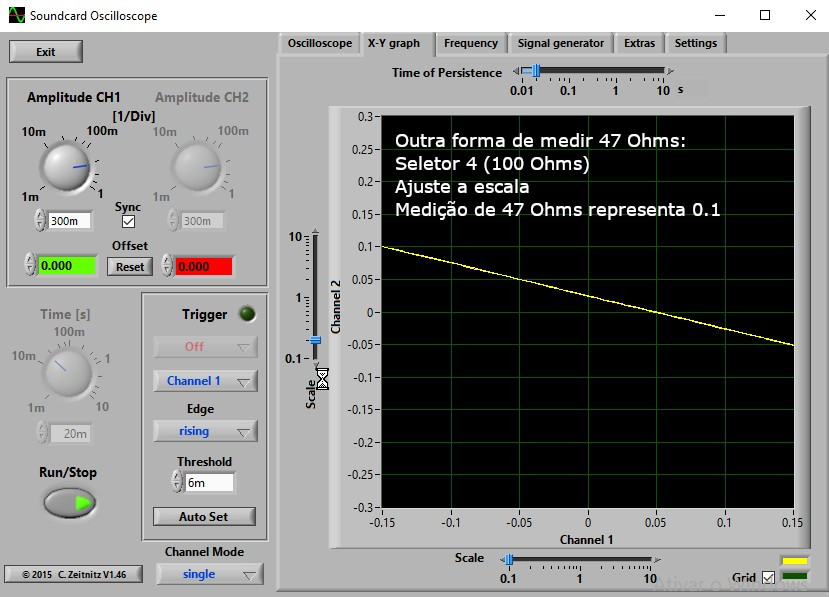 Soundcard Oscilloscope
Exit
Oscilloscope X-Y graph Frequency Signal generator Extras Settings
Time of Persistence
0.01 0.1 1 10 s
Amplitude CH1 Amplitude CH2
[1/Div]
10m 100m 10m 100m
1m 1 1m 1
Sync
300m 300m
Offset
0.000 Reset 0.000
Time [s]
100m
10m 1
1m 10
20m
Run/Stop
Trigger
Off
Channel 1
Edge
rising
Threshold
6m
Auto Set
Channel Mode
single
© 2015 C. Zeitnitz V1.46
10
1
0.1
Scale
Channel 2
0.3
0.25
0.2
0.15
0.1
0.05
0
-0.05
-0.1
-0.15
-0.2
-0.25
-0.3
Outra forma de medir 47 Ohms:
Seletor 4 (100 Ohms)
Ajuste a escala
Medição de 47 Ohms representa 0.1
-0.15 -0.1 -0.05 0 0.05 0.1 0.15
Channel 1
Scale
0.1 1 10
Grid
Ativar o Windows